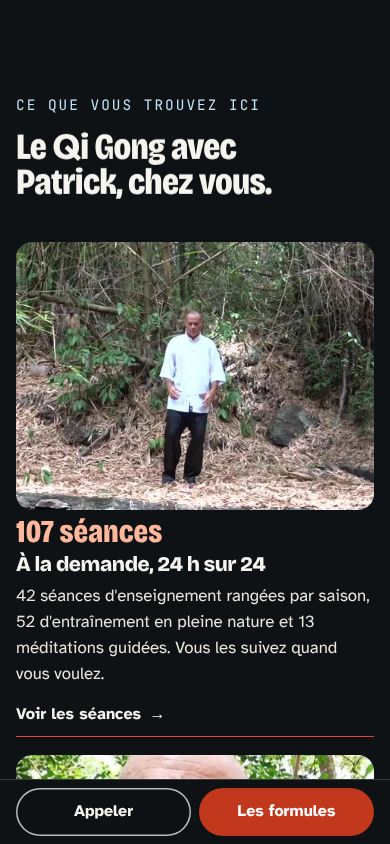 CE QUE VOUS TROUVEZ ICI
Le Qi Gong avec
Patrick, chez vous.
107 séances
À la demande, 24 h sur 24
42 séances d'enseignement rangées par saison,
52 d'entraînement en pleine nature et 13
méditations guidées. Vous les suivez quand
vous voulez.
Voir les séances →
Appeler
Les formules